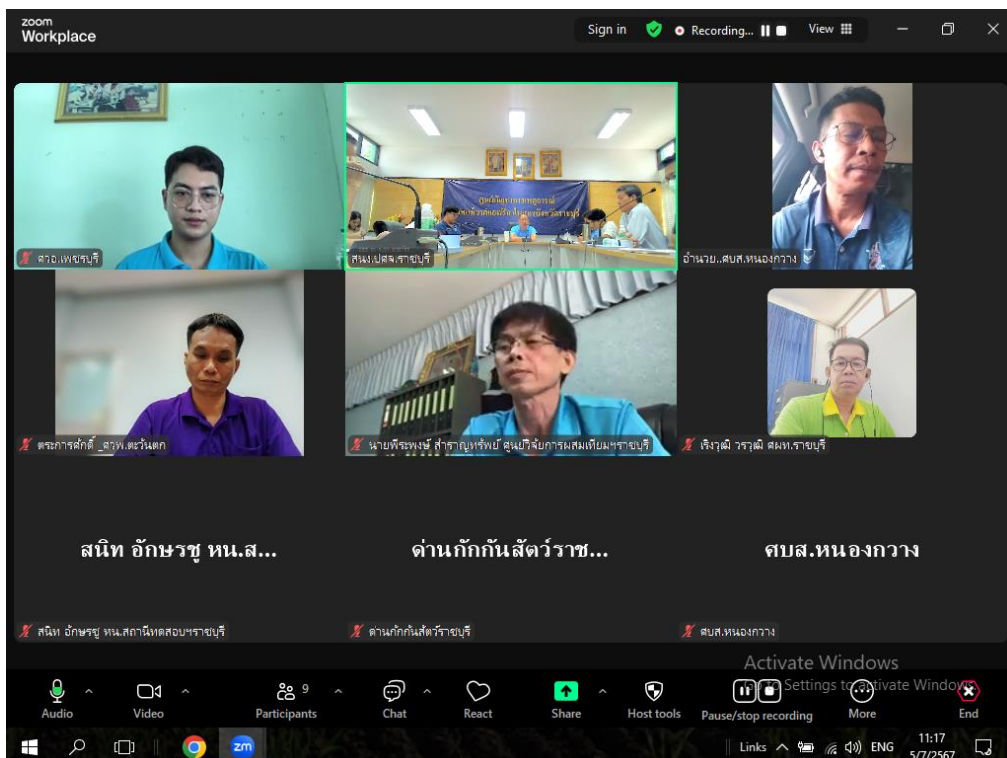 zoom
Workplace
Sign in
Recording...
View
สวอ.เพชรบุรี
สนง.ปศจ.ราชบุรี
อำนวย..ศบส.หนองกวาง
ตระการศักดิ์ _สวพ.ตะวันตก
นายพีระพงษ์ สำราญทรัพย์ ศูนย์วิจัยการผสมเทียมฯราชบุรี
เริงวุฒิ วรวุฒิ ศผท.ราชบุรี
สนิท อักษรชู หน.ส...
ด่านกักกันสัตว์ราช...
ศบส.หนองกวาง
สนิท อักษรชู หน.สถานีทดสอบฯราชบุรี
ด่านกักกันสัตว์ราชบุรี
ศบส.หนองกวาง
Activate Windows
Go to Settings to activate Windows.
9
Audio
Video
Participants
Chat
React
Share
Host tools
Pause/stop recording
More
End
zm
Links
ENG
11:17
5/7/2567